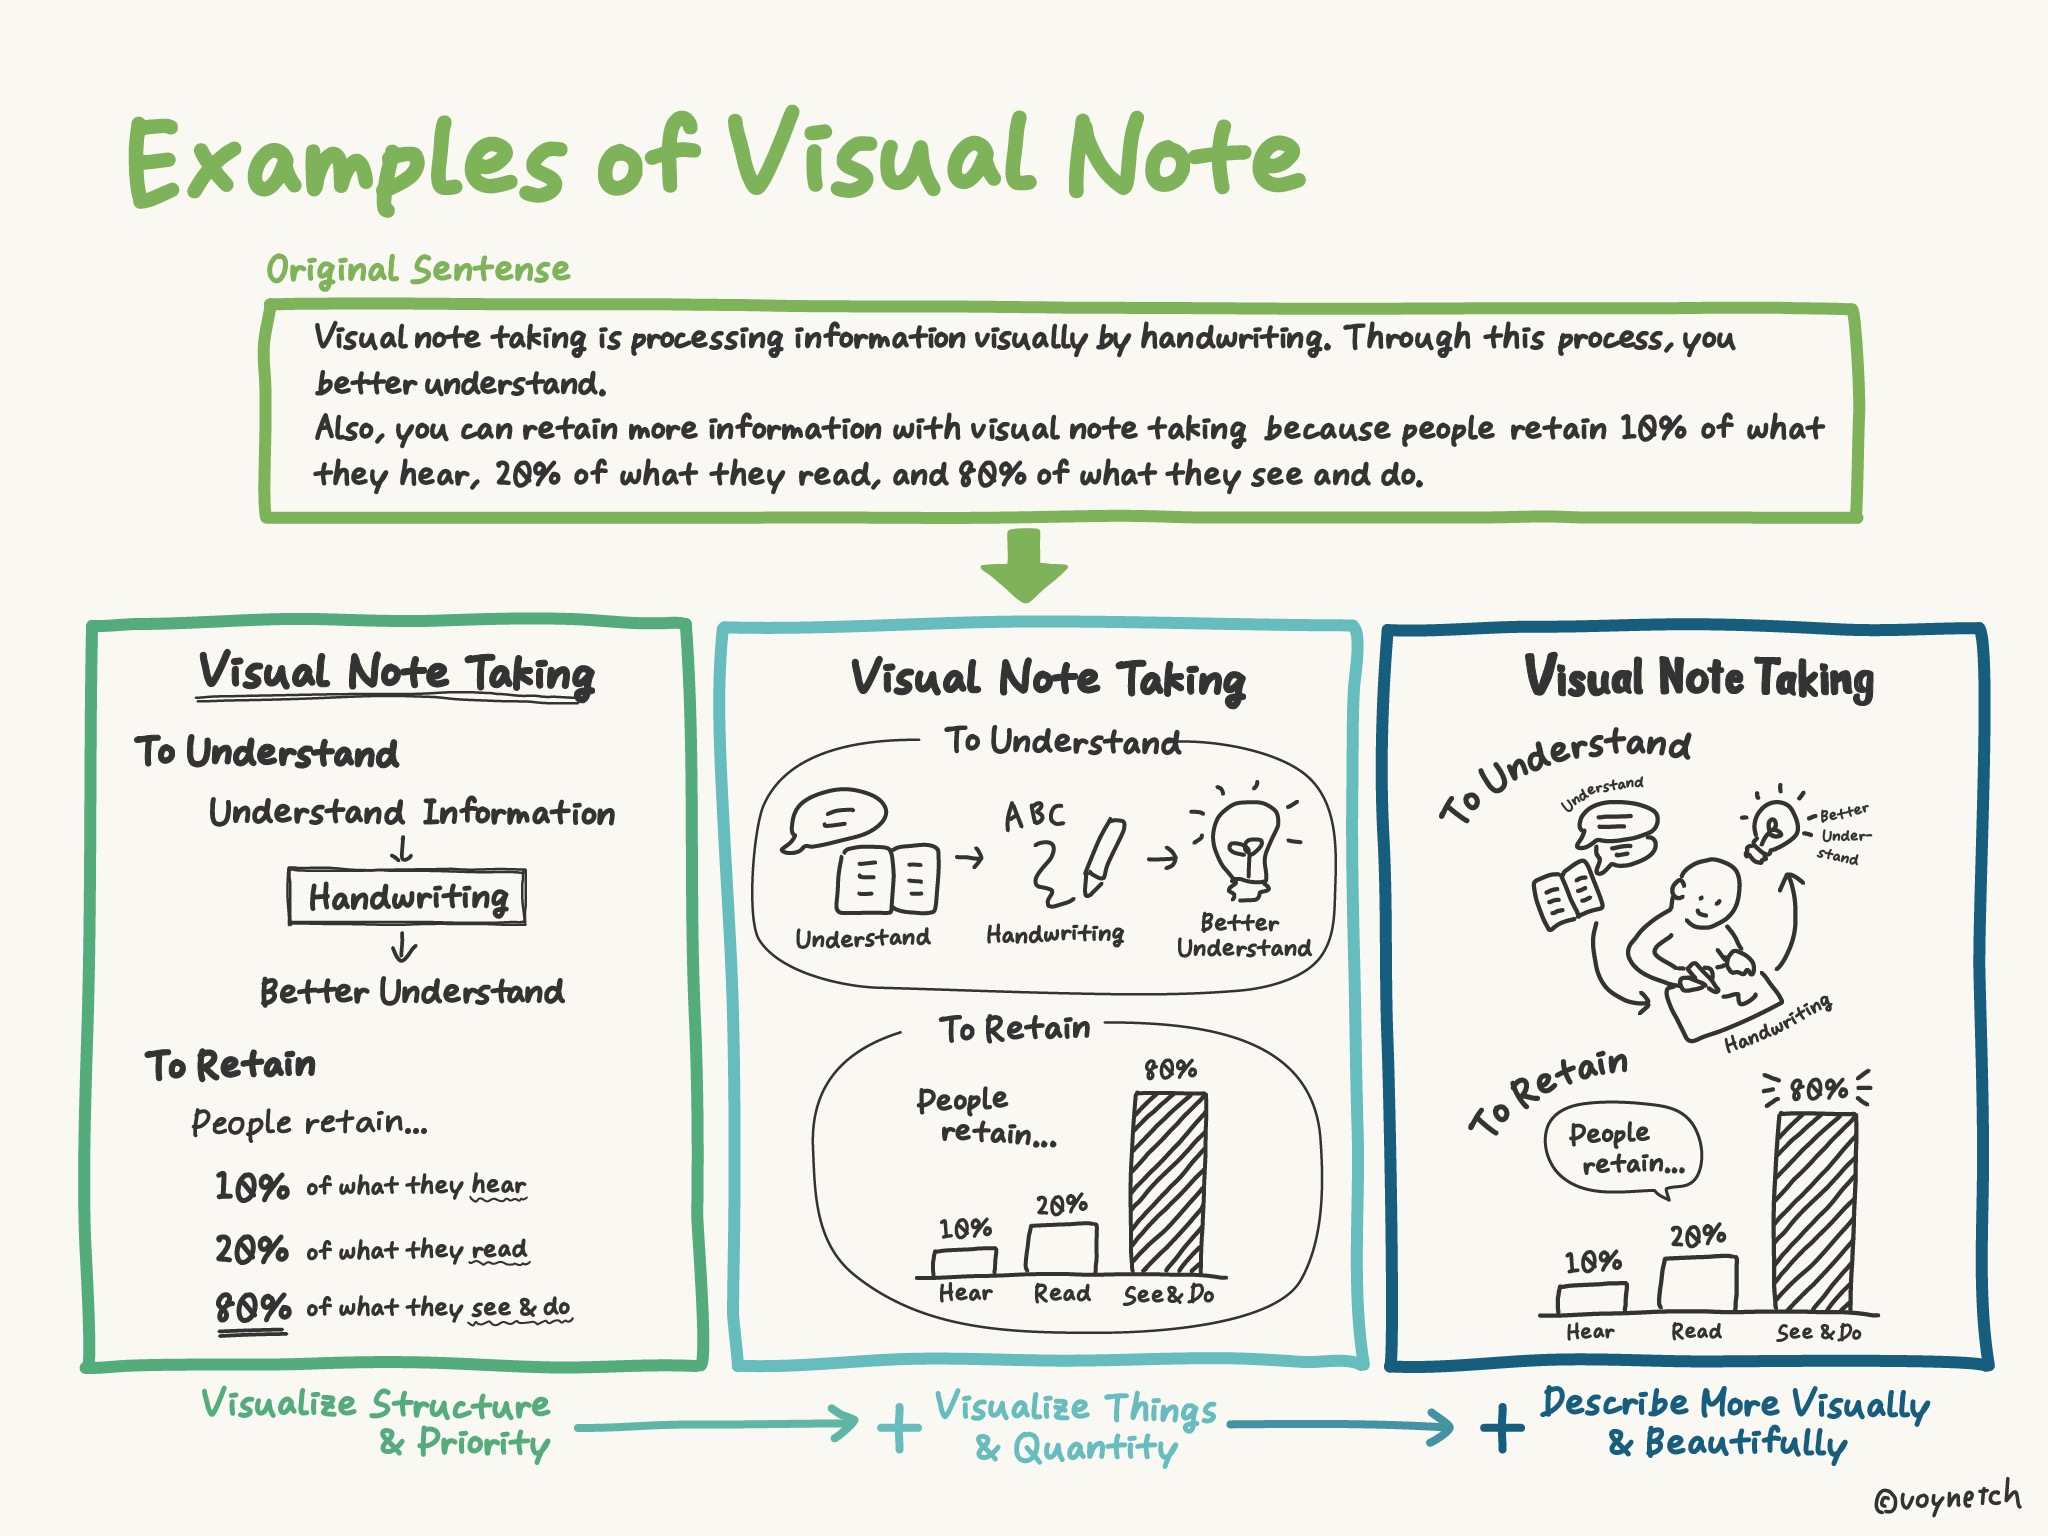 Examples of Visual Note
Original Sentense
Visual note taking is processing information visually by handwriting. Through this process, you
better understand.
Also, you can retain more information with visual note taking because people retain 10% of what
they hear, 20% of what they read, and 80% of what they see and do.
Visual Note Taking
To Understand
Understand Information
Handwriting
Better Understand
To Retain
People retain...
10% of what they hear
20% of what they read
80% of what they see & do
Visualize Structure
& Priority
Visual Note Taking
To Understand
ABC
Understand
Handwriting
Better
Understand
To Retain
People
retain...
10%
20%
80%
Hear
Read
See & Do
+ Visualize Things
& Quantity
Visual Note Taking
To Understand
Understand
Better
Under-
stand
Handwriting
To Retain
People
retain...
10%
20%
80%
Hear
Read
See & Do
+ Describe More Visually
& Beautifully
©voynetch